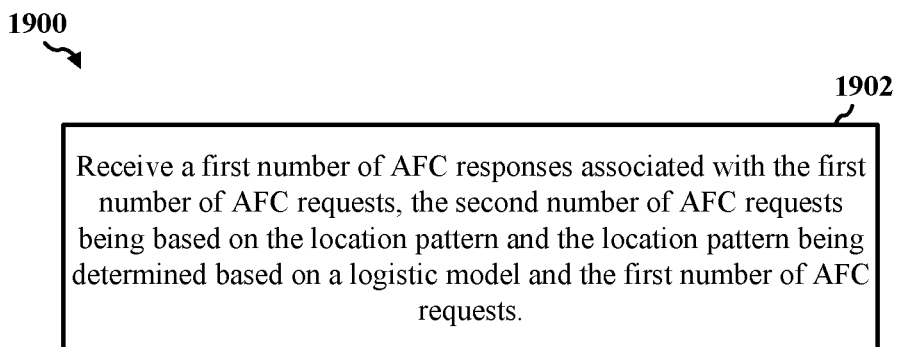 1900
1902
Receive a first number of AFC responses associated with the first
number of AFC requests, the second number of AFC requests
being based on the location pattern and the location pattern being
determined based on a logistic model and the first number of AFC
requests.